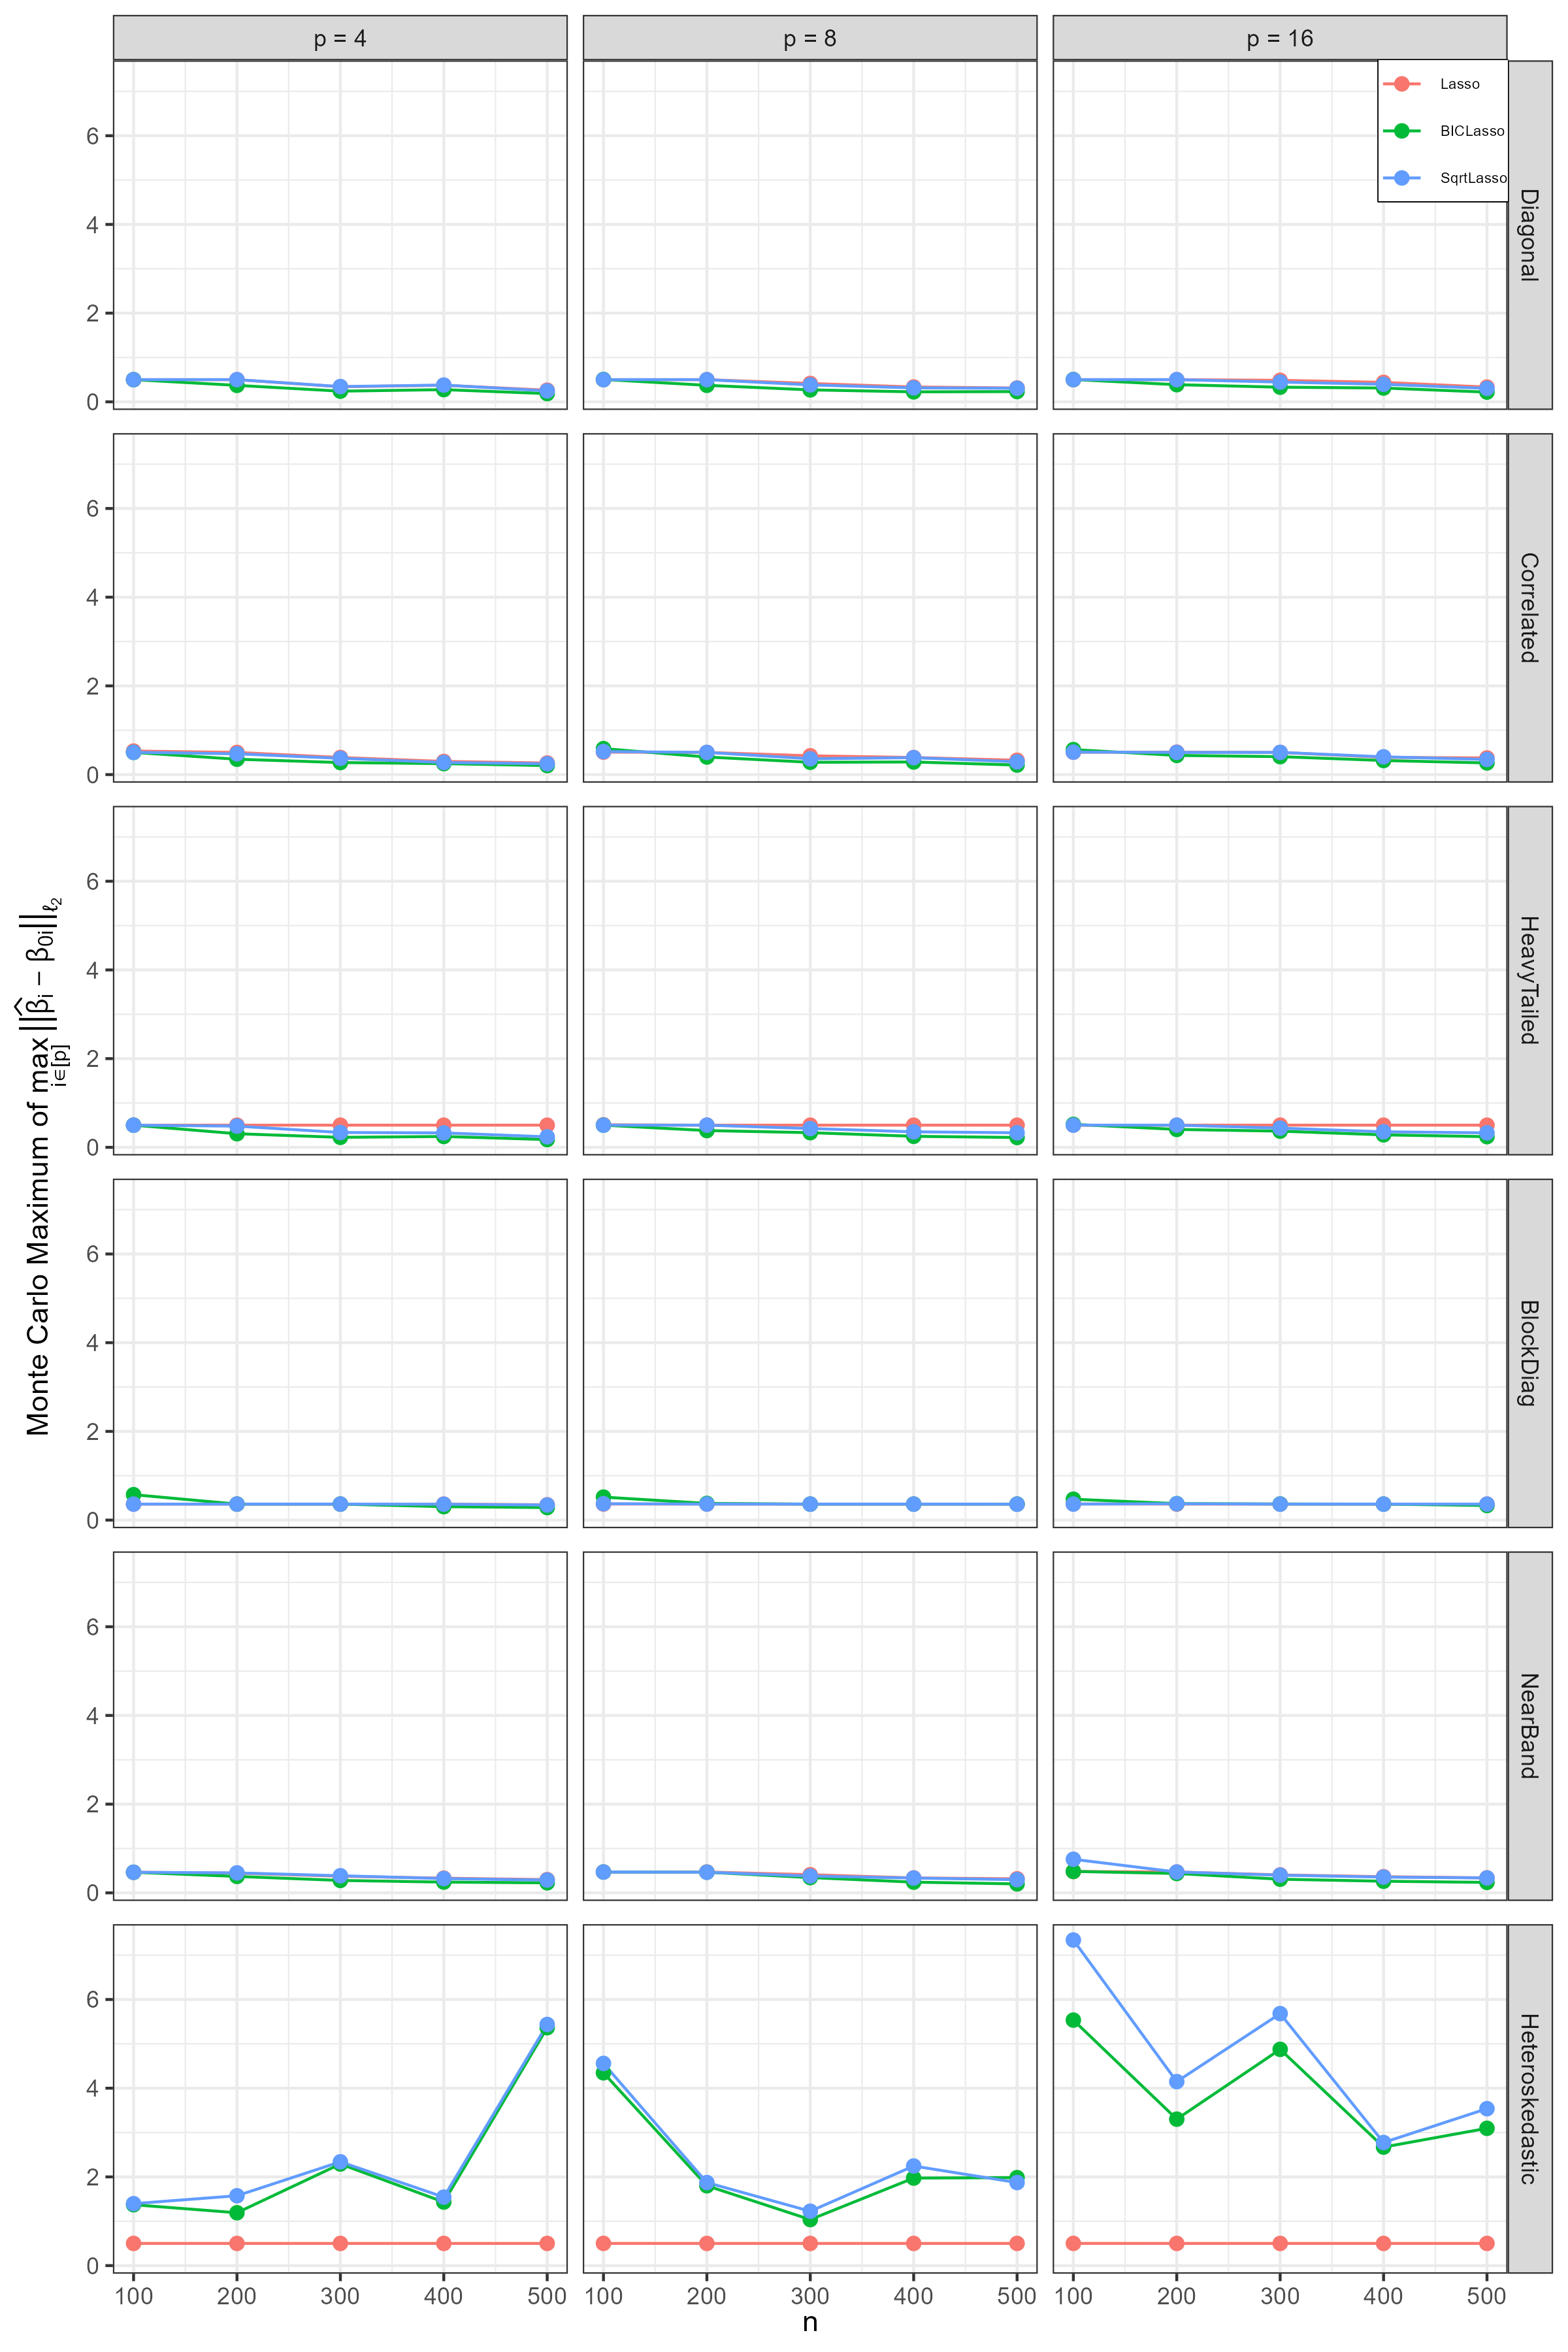 p = 4
p = 8
p = 16
Lasso
BICLasso
SqrtLasso
6
4
2
0
Diagonal
6
4
2
0
Correlated
6
4
2
0
HeavyTailed
Monte Carlo Maximum of max ||β̂i − β0i||ℓ2
i∈[p]
6
4
2
0
BlockDiag
6
4
2
0
NearBand
6
4
2
0
Heteroskedastic
100 200 300 400 500
100 200 300 400 500
100 200 300 400 500
n